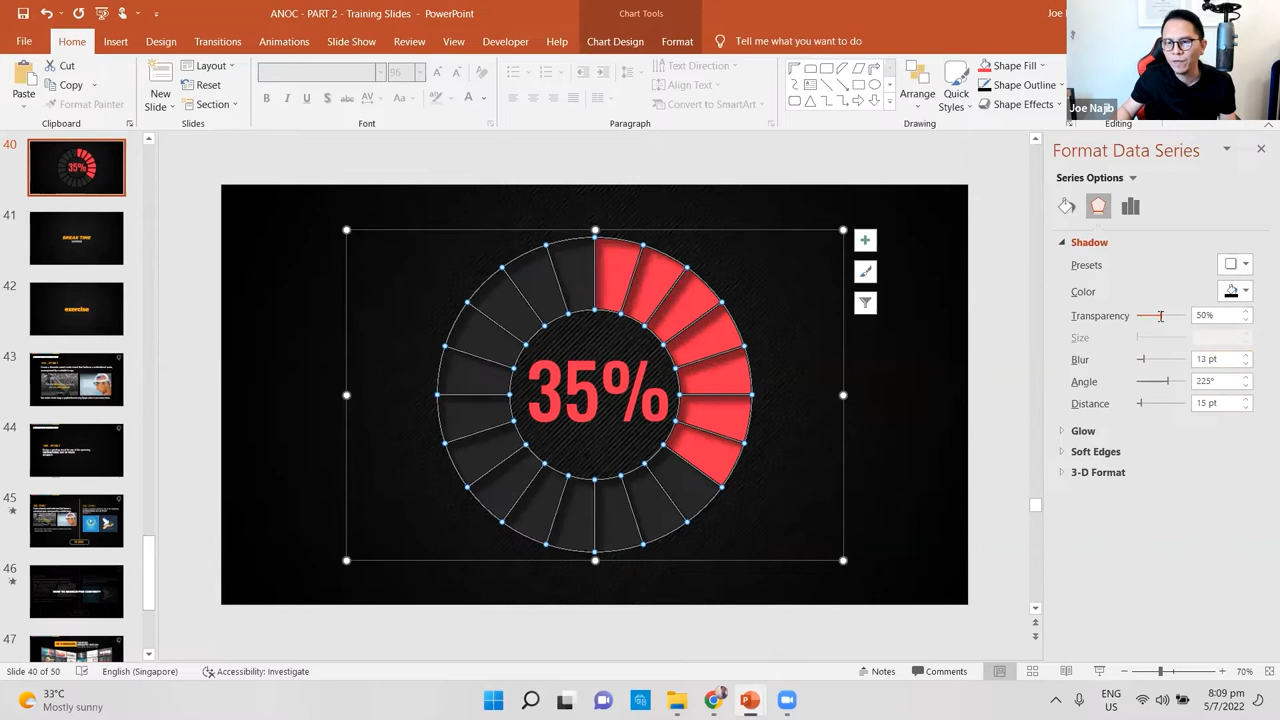 ANOC - PART 2 - Training Slides - PowerPoint
Chart Tools
Joe
File
Home
Insert
Design
Transitions
Animations
Slide Show
Review
View
Developer
Help
Chart Design
Format
Tell me what you want to do
Paste
Cut
Copy
Format Painter
Clipboard
New Slide
Layout
Reset
Section
Slides
96
Font
Text Direction
Align Text
Convert to SmartArt
Paragraph
Arrange
Quick Styles
Shape Fill
Shape Outline
Shape Effects
Drawing
Editing
Joe Najib
40
35%
41
BREAK TIME
42
exercise
43
44
45
46
47
35%
Format Data Series
Series Options
Shadow
Presets
Color
Transparency
50%
Size
Blur
13 pt
Angle
225°
Distance
15 pt
Glow
Soft Edges
3-D Format
Slide 40 of 50
English (Singapore)
Accessibility: Investigate
Notes
Comments
70%
33°C
Mostly sunny
ENG
US
8:09 pm
5/7/2022